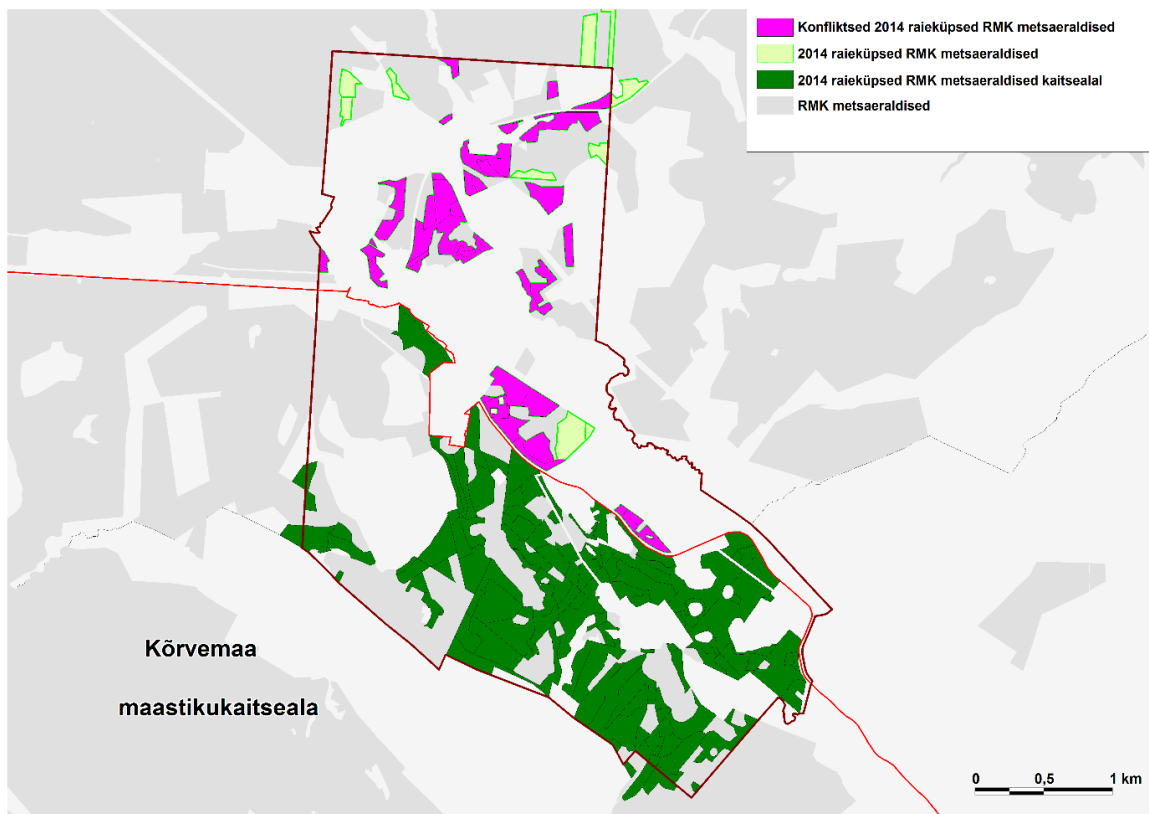 Konfliktsed 2014 raieküpsed RMK metsaeraldised
2014 raieküpsed RMK metsaeraldised
2014 raieküpsed RMK metsaeraldised kaitsealal
RMK metsaeraldised
Kõrvemaa
maastikukaitseala
0 0,5 1 km